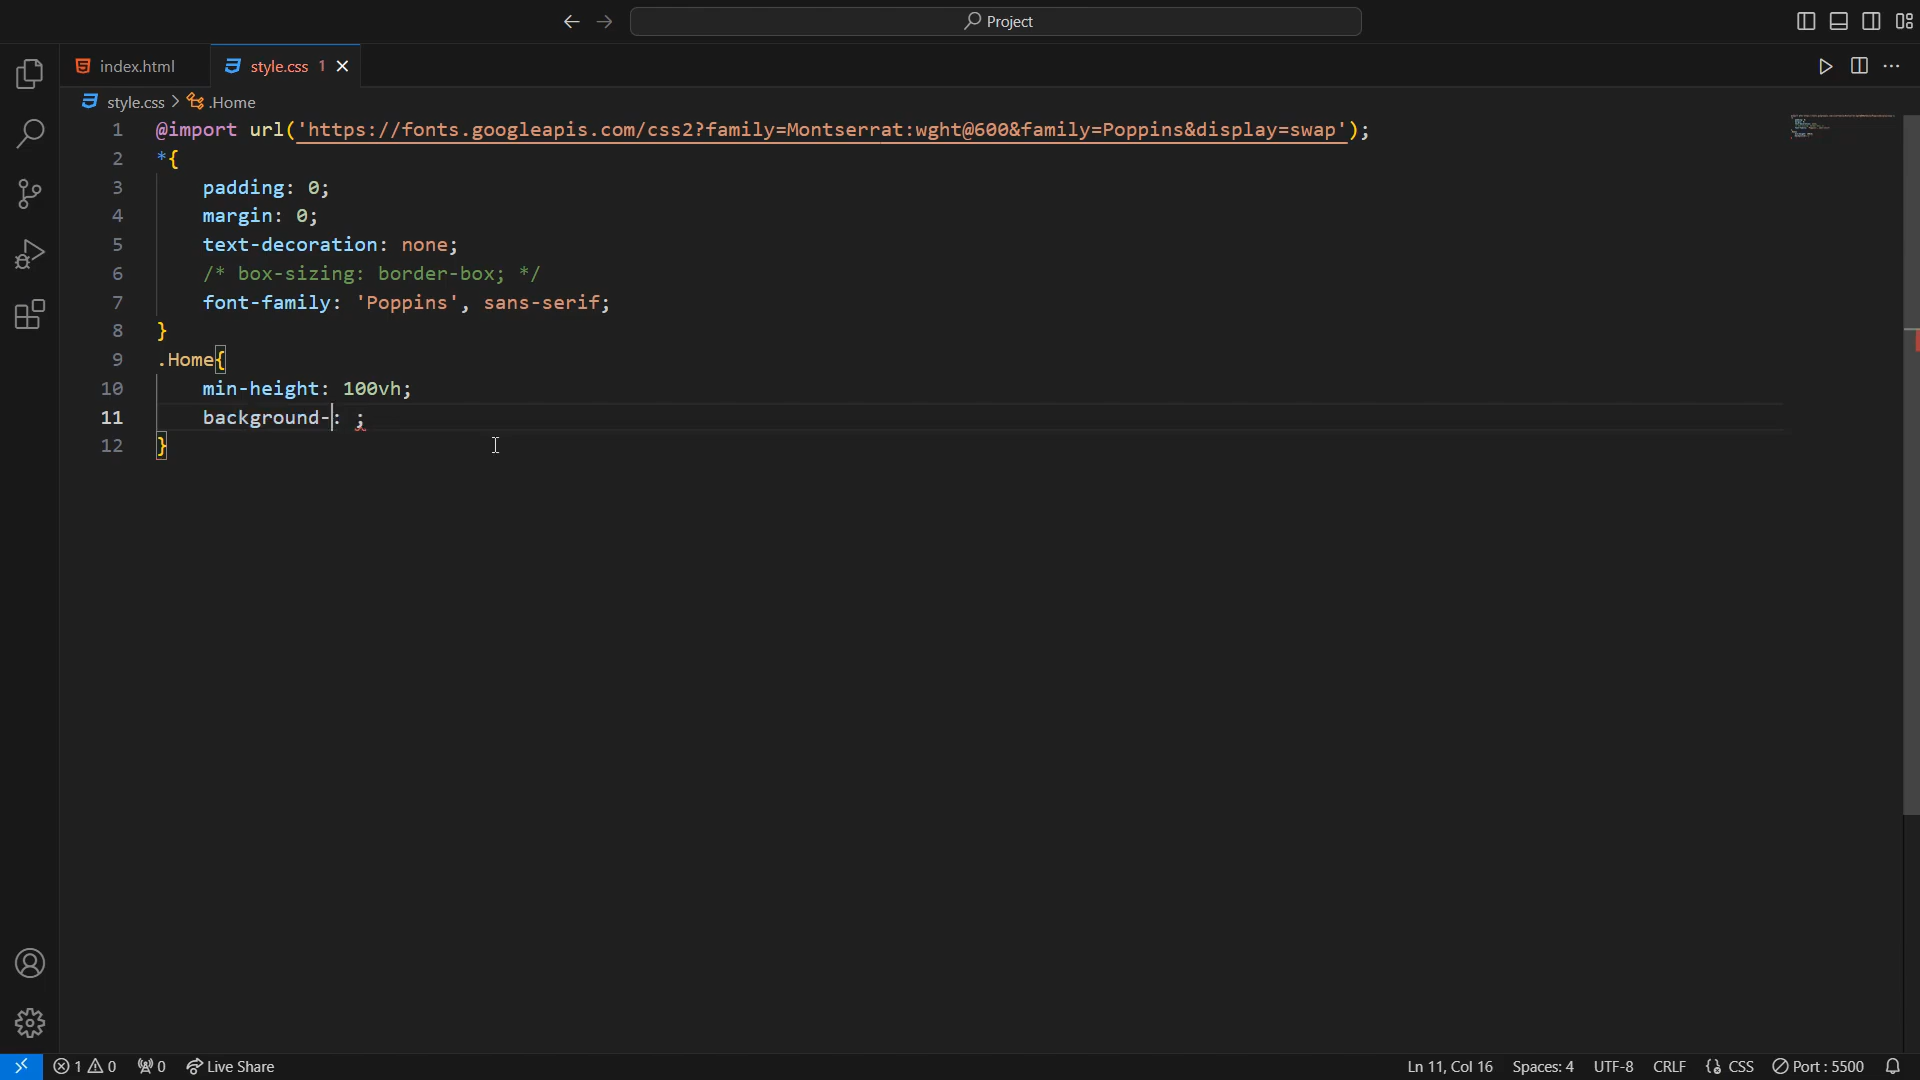 Project
index.html
style.css 1
style.css > .Home
1 @import url('https://fonts.googleapis.com/css2?family=Montserrat:wght@600&family=Poppins&display=swap');
2 *{
3 padding: 0;
4 margin: 0;
5 text-decoration: none;
6 /* box-sizing: border-box; */
7 font-family: 'Poppins', sans-serif;
8 }
9 .Home{
10 min-height: 100vh;
11 background-: ;
12 }
1 0 0 Live Share Ln 11, Col 16 Spaces: 4 UTF-8 CRLF CSS Port : 5500